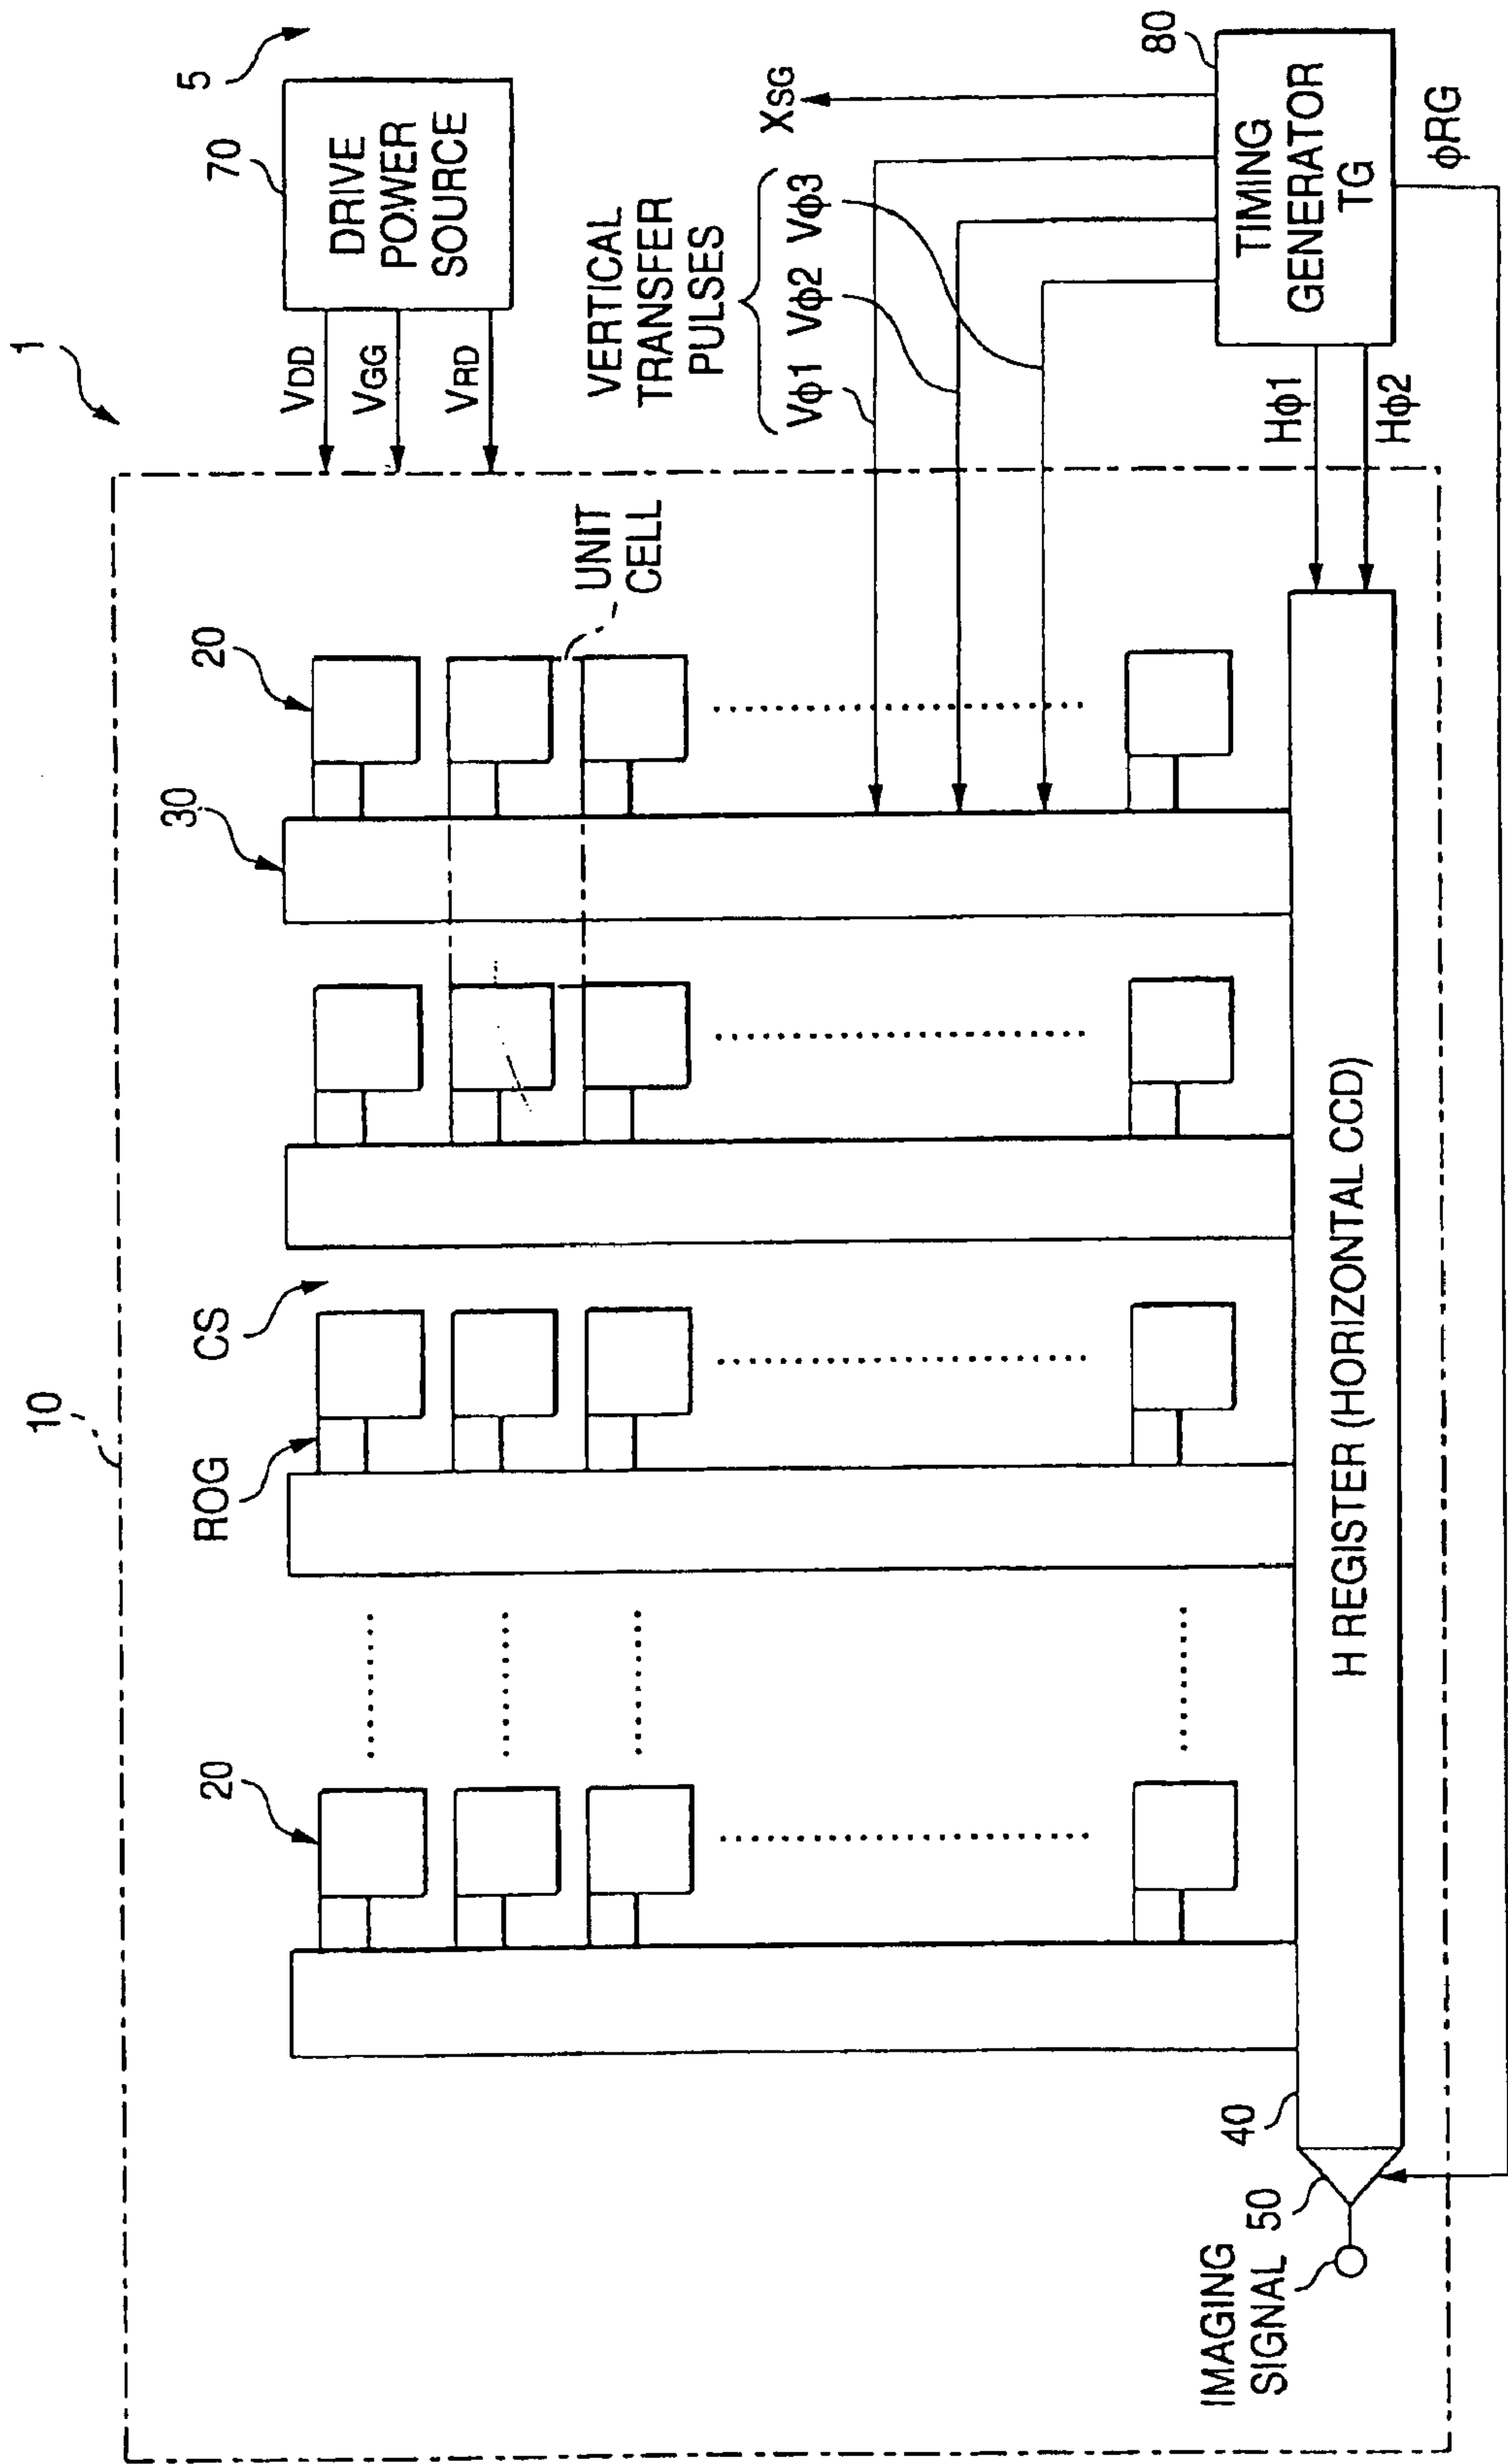 1
5
10
70
DRIVE
POWER
SOURCE
VDD
VGG
VRD
20
ROG
CS
30
20
UNIT
CELL
VERTICAL
TRANSFER
PULSES
Vφ1 Vφ2 Vφ3
XSG
80
TIMING
GENERATOR
TG
Hφ1
Hφ2
φRG
H REGISTER (HORIZONTAL CCD)
40
50
IMAGING
SIGNAL